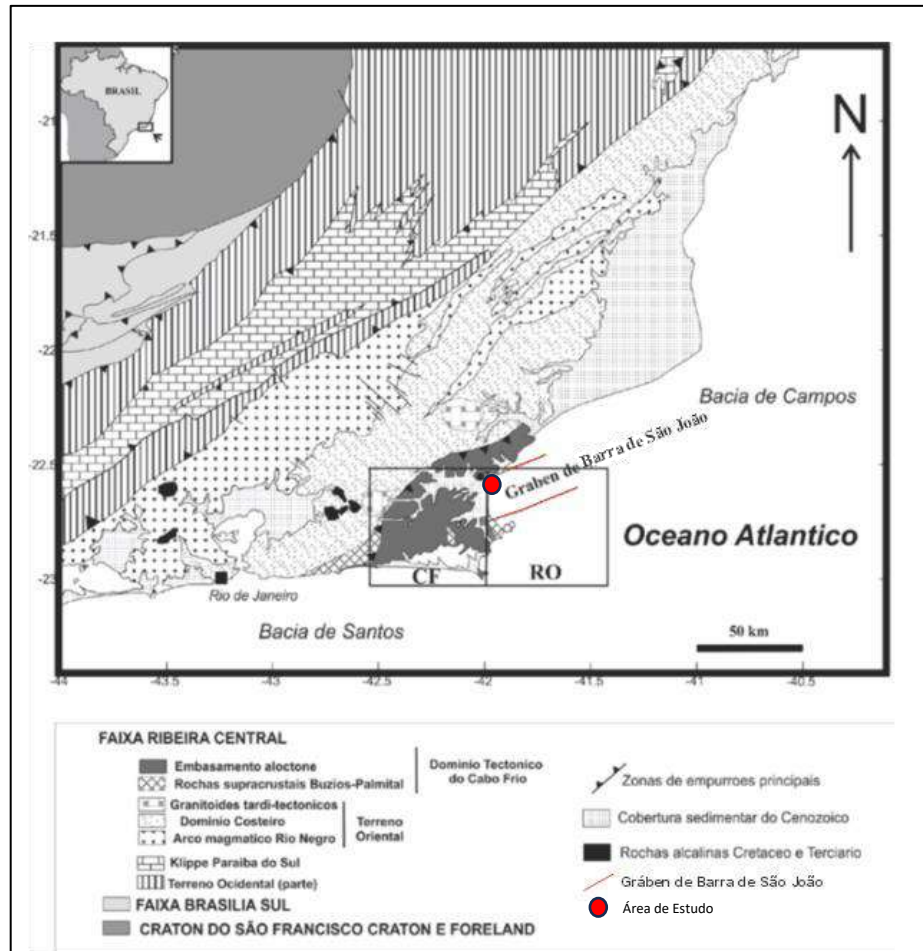 BRASIL
N
-21
-21.5
-22
-22.5
-23
Bacia de Campos
Graben de Barra de São João
Oceano Atlantico
CF
RO
Rio de Janeiro
Bacia de Santos
50 km
-44
-43.5
-43
-42.5
-42
-41.5
-41
-40.5
FAIXA RIBEIRA CENTRAL
Embasamento aloctone
Rochas supracrustais Buzios-Palmital
Dominio Tectonico
do Cabo Frio
Granitoides tardi-tectonicos
Dominio Costeiro
Arco magmatico Rio Negro
Terreno
Oriental
Klippe Paraiba do Sul
Terreno Ocidental (parte)
FAIXA BRASILIA SUL
CRATON DO SÃO FRANCISCO CRATON E FORELAND
Zonas de empurroes principais
Cobertura sedimentar do Cenozoico
Rochas alcalinas Cretaceo e Terciario
Gráben de Barra de São João
Área de Estudo